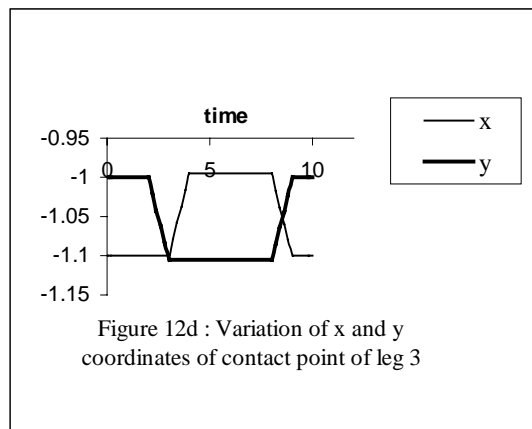 time
-0.95
0 5 10
-1
-1.05
-1.1
-1.15
x
y
Figure 12d : Variation of x and y
coordinates of contact point of leg 3